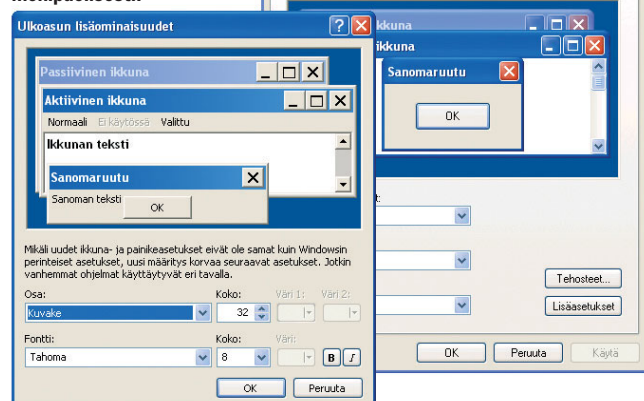 Ulkoasun lisäominaisuudet
Passiivinen ikkuna
Aktiivinen ikkuna
Normaali Ei käytössä Valittu
Ikkunan teksti
Sanomaruutu
Sanoman teksti
OK
Mikäli uudet ikkuna- ja painikeasetukset eivät ole samat kuin Windowsin
perinteiset asetukset, uusi määritys korvaa seuraavat asetukset. Jotkin
vanhemmat ohjelmat käyttäytyvät eri tavalla.
Osa: Koko: Väri 1: Väri 2:
Kuvake 32
Fontti: Koko: Väri:
Tahoma 8 B I
OK Peruuta
kkuna
ikkuna
Sanomaruutu
OK
t:
Tehosteet...
Lisäasetukset
OK Peruuta Käytä